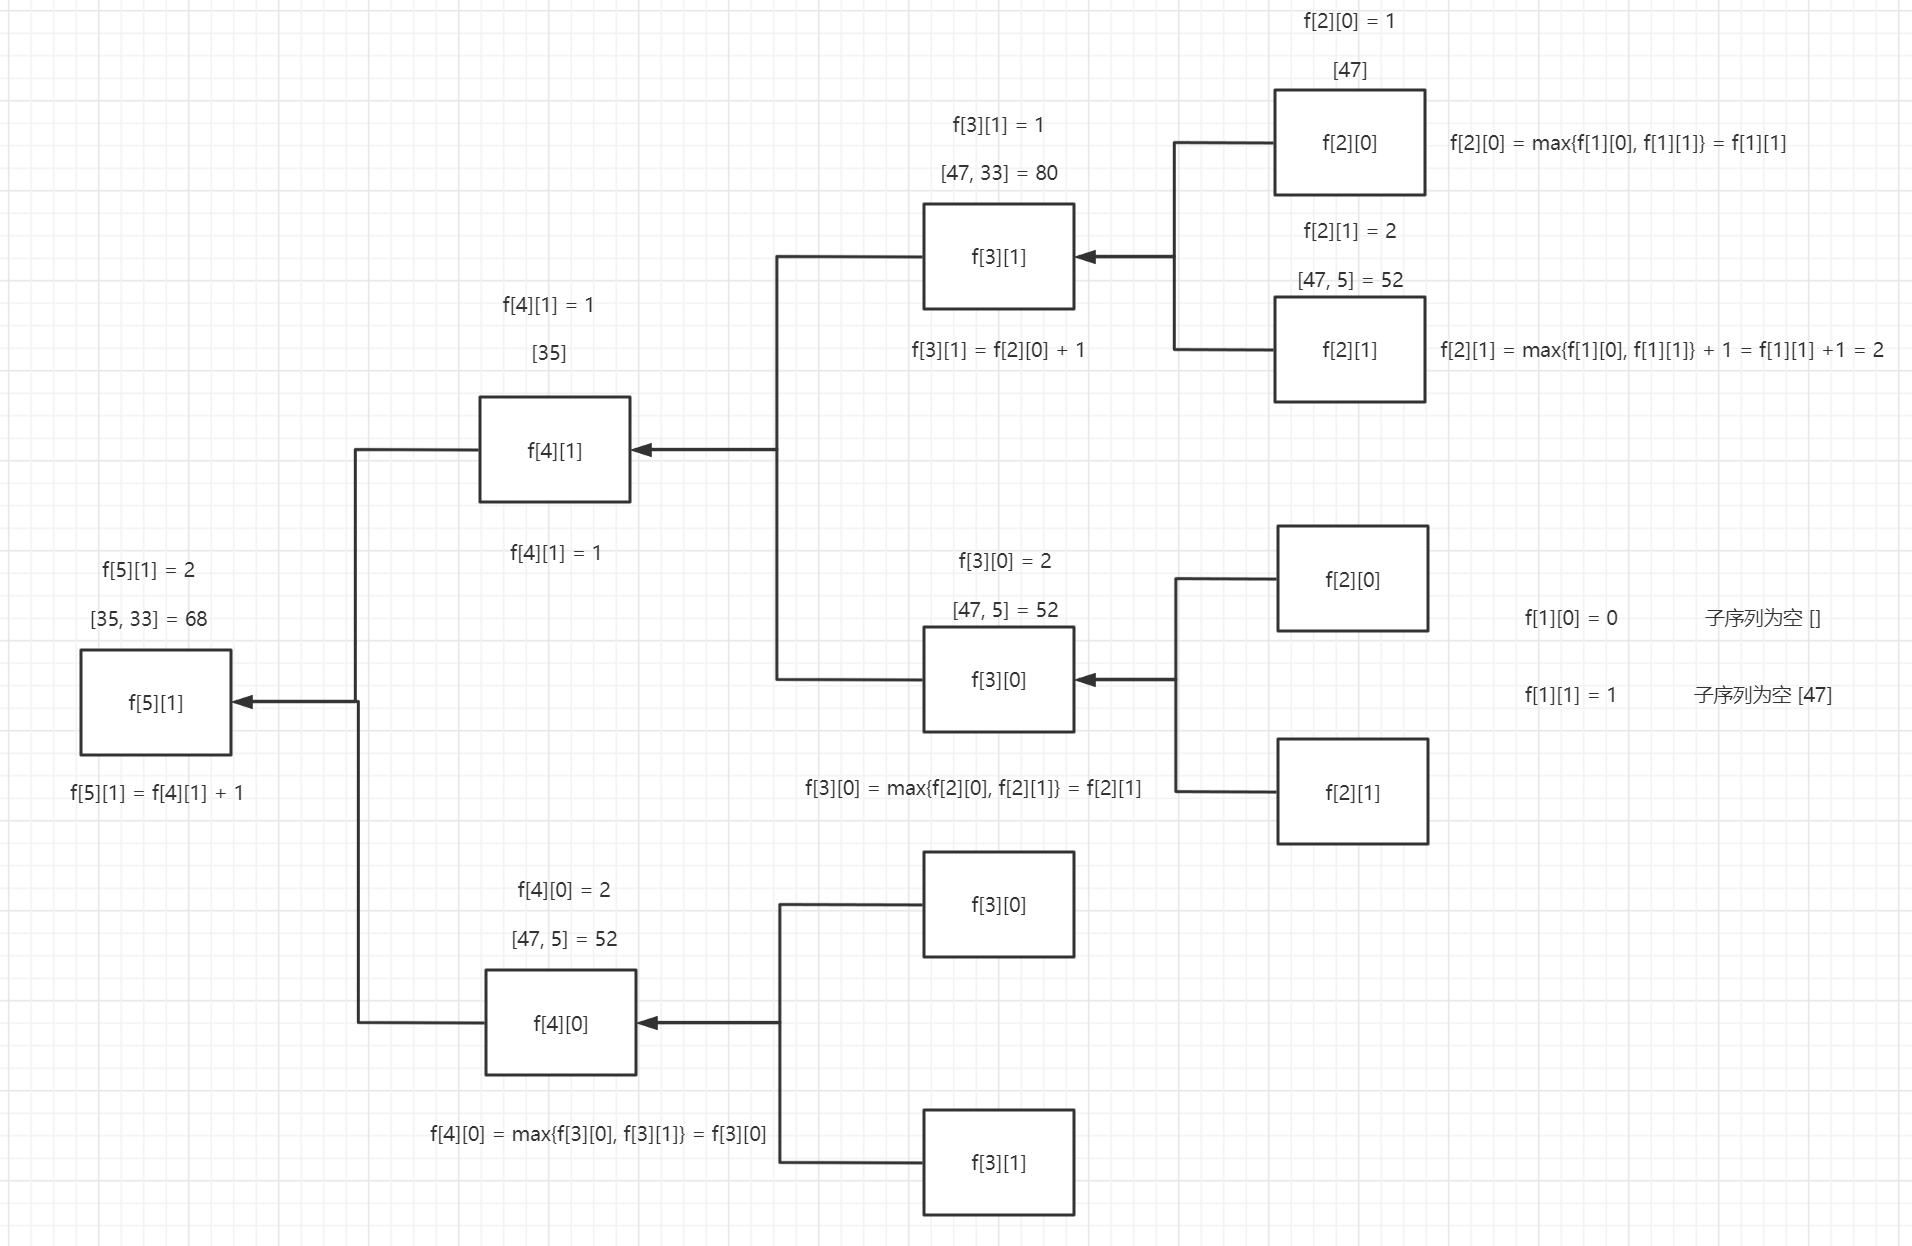 f[2][0] = 1
[47]
f[2][0]
f[2][0] = max{f[1][0], f[1][1]} = f[1][1]
f[3][1] = 1
[47, 33] = 80
f[3][1]
f[3][1] = f[2][0] + 1
f[2][1] = 2
[47, 5] = 52
f[2][1]
f[2][1] = max{f[1][0], f[1][1]} + 1 = f[1][1] +1 = 2
f[4][1] = 1
[35]
f[4][1]
f[4][1] = 1
f[5][1] = 2
[35, 33] = 68
f[5][1]
f[5][1] = f[4][1] + 1
f[3][0] = 2
[47, 5] = 52
f[3][0]
f[3][0] = max{f[2][0], f[2][1]} = f[2][1]
f[2][0]
f[1][0] = 0 子序列为空 []
f[1][1] = 1 子序列为空 [47]
f[2][1]
f[4][0] = 2
[47, 5] = 52
f[4][0]
f[4][0] = max{f[3][0], f[3][1]} = f[3][0]
f[3][0]
f[3][1]